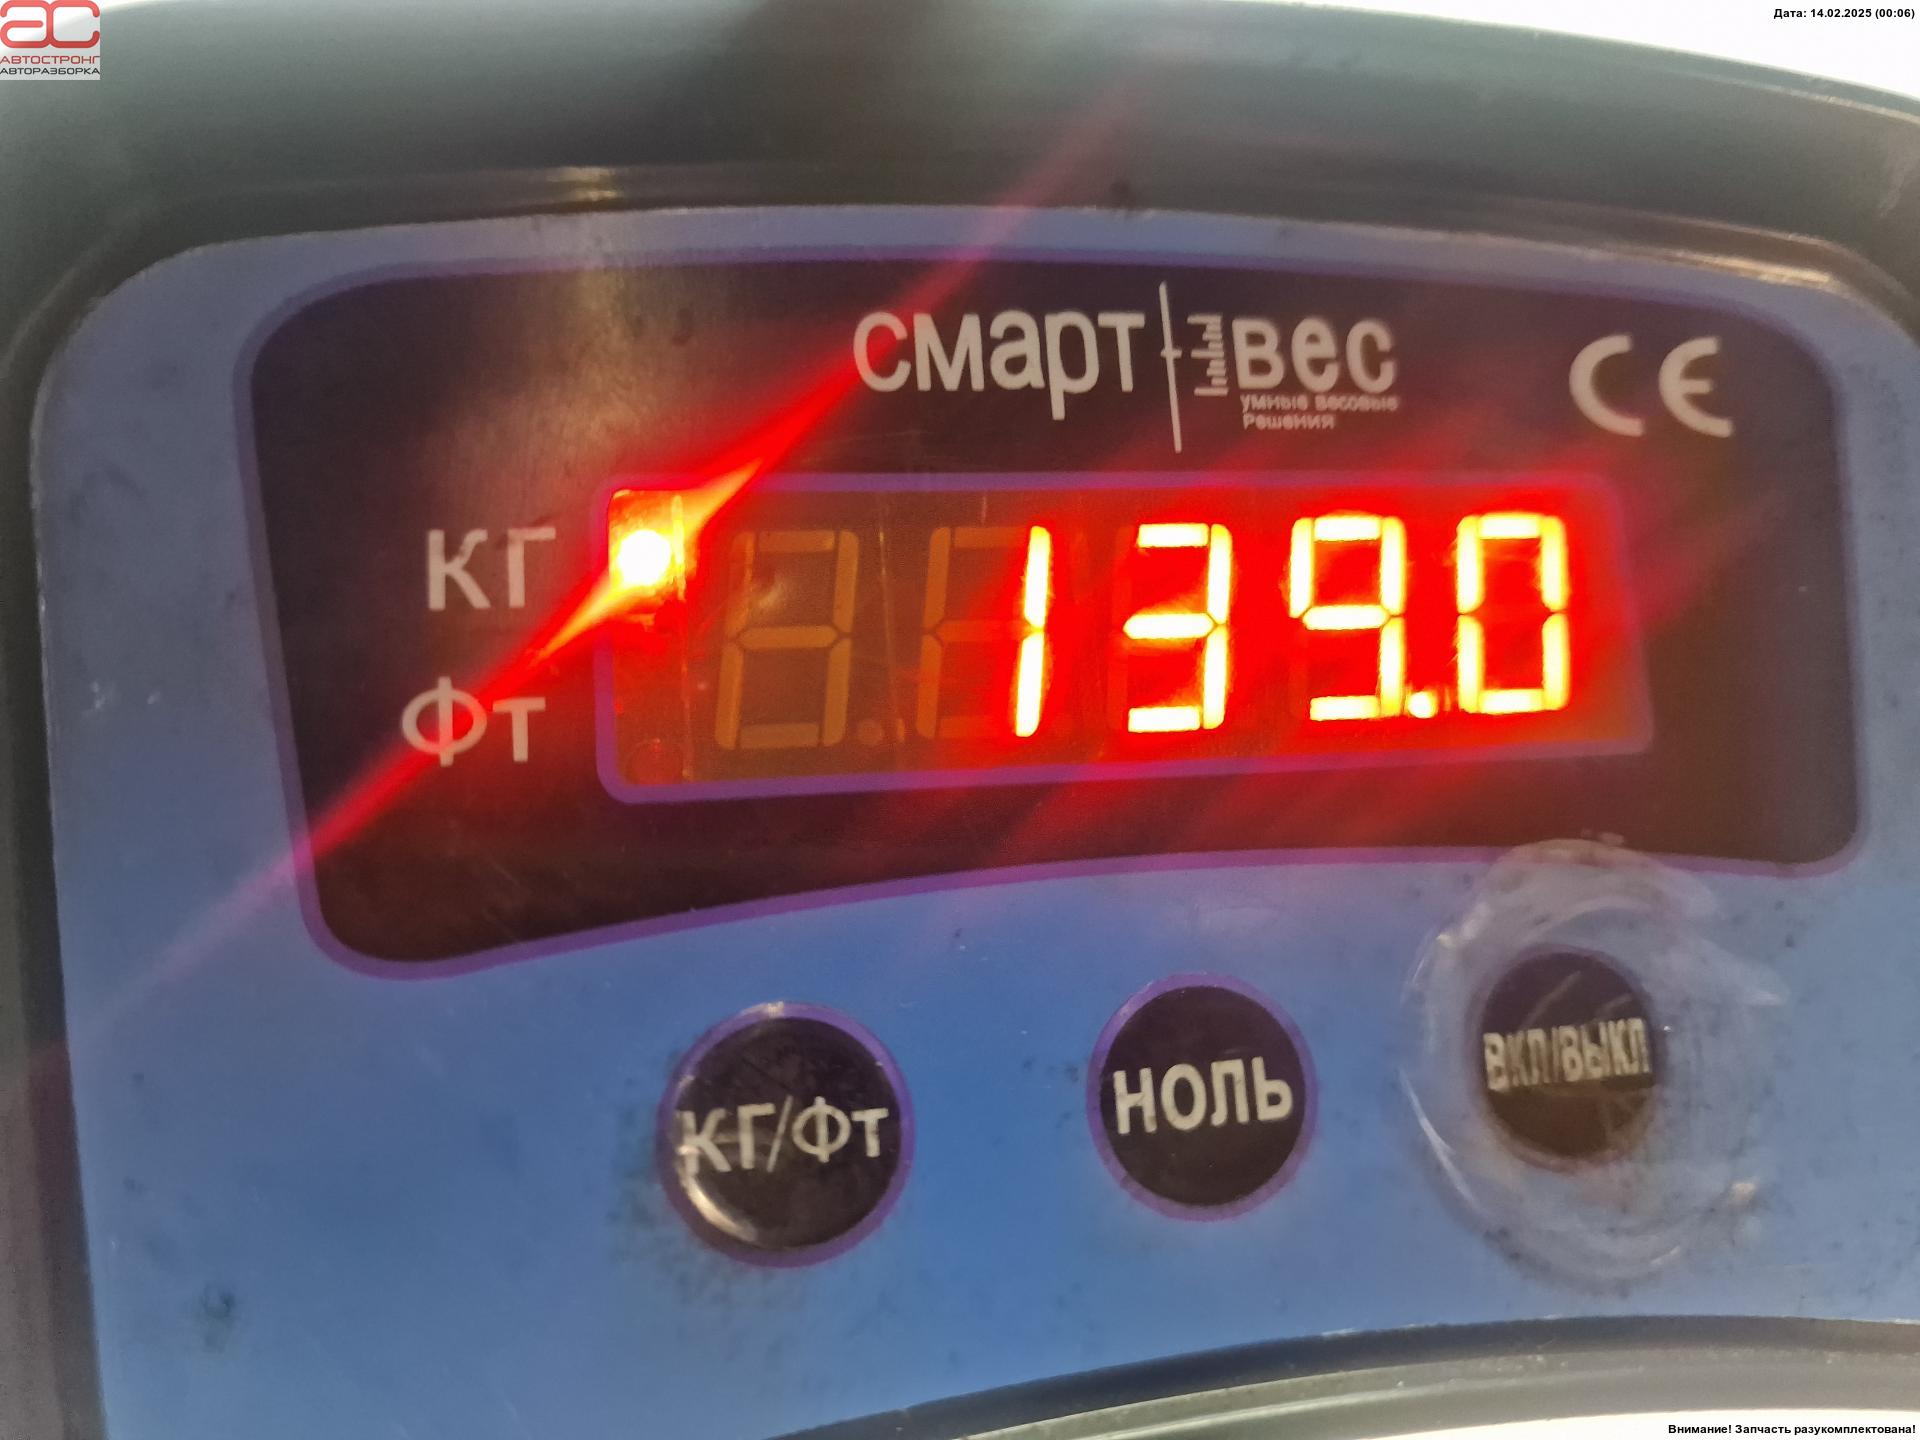 Дата: 14.02.2025 (00:06)
ас
АВТОСТРОНГ
АВТОРАЗБОРКА
смарт вес
умные весовые
Решения
CE
КГ
139.0
Фт
КГ/Фт
НОЛЬ
ВКЛ/ВЫКЛ
Внимание! Запчасть разукомплектована!